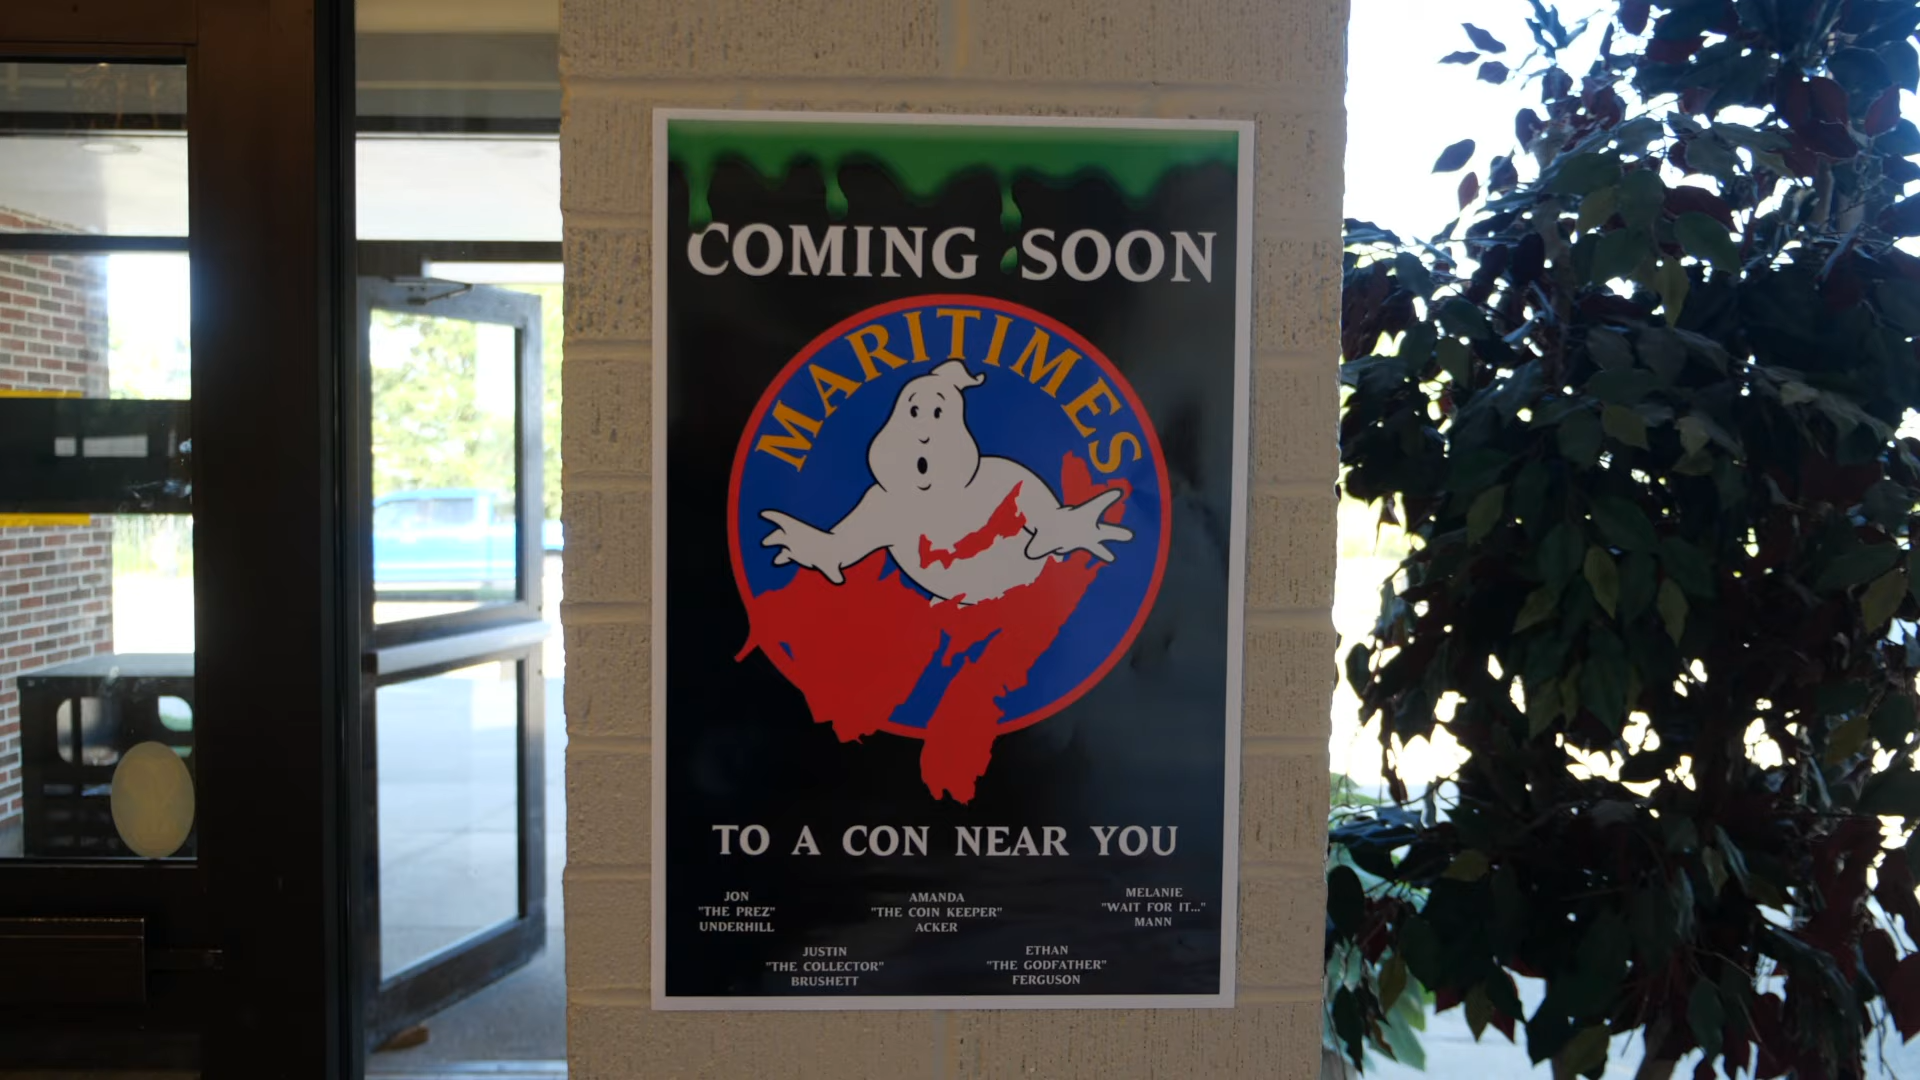 COMING SOON
MARITIMES
TO A CON NEAR YOU
JON
"THE PREZ"
UNDERHILL
AMANDA
"THE COIN KEEPER"
ACKER
MELANIE
"WAIT FOR IT..."
MANN
JUSTIN
"THE COLLECTOR"
BRUSHETT
ETHAN
"THE GODFATHER"
FERGUSON